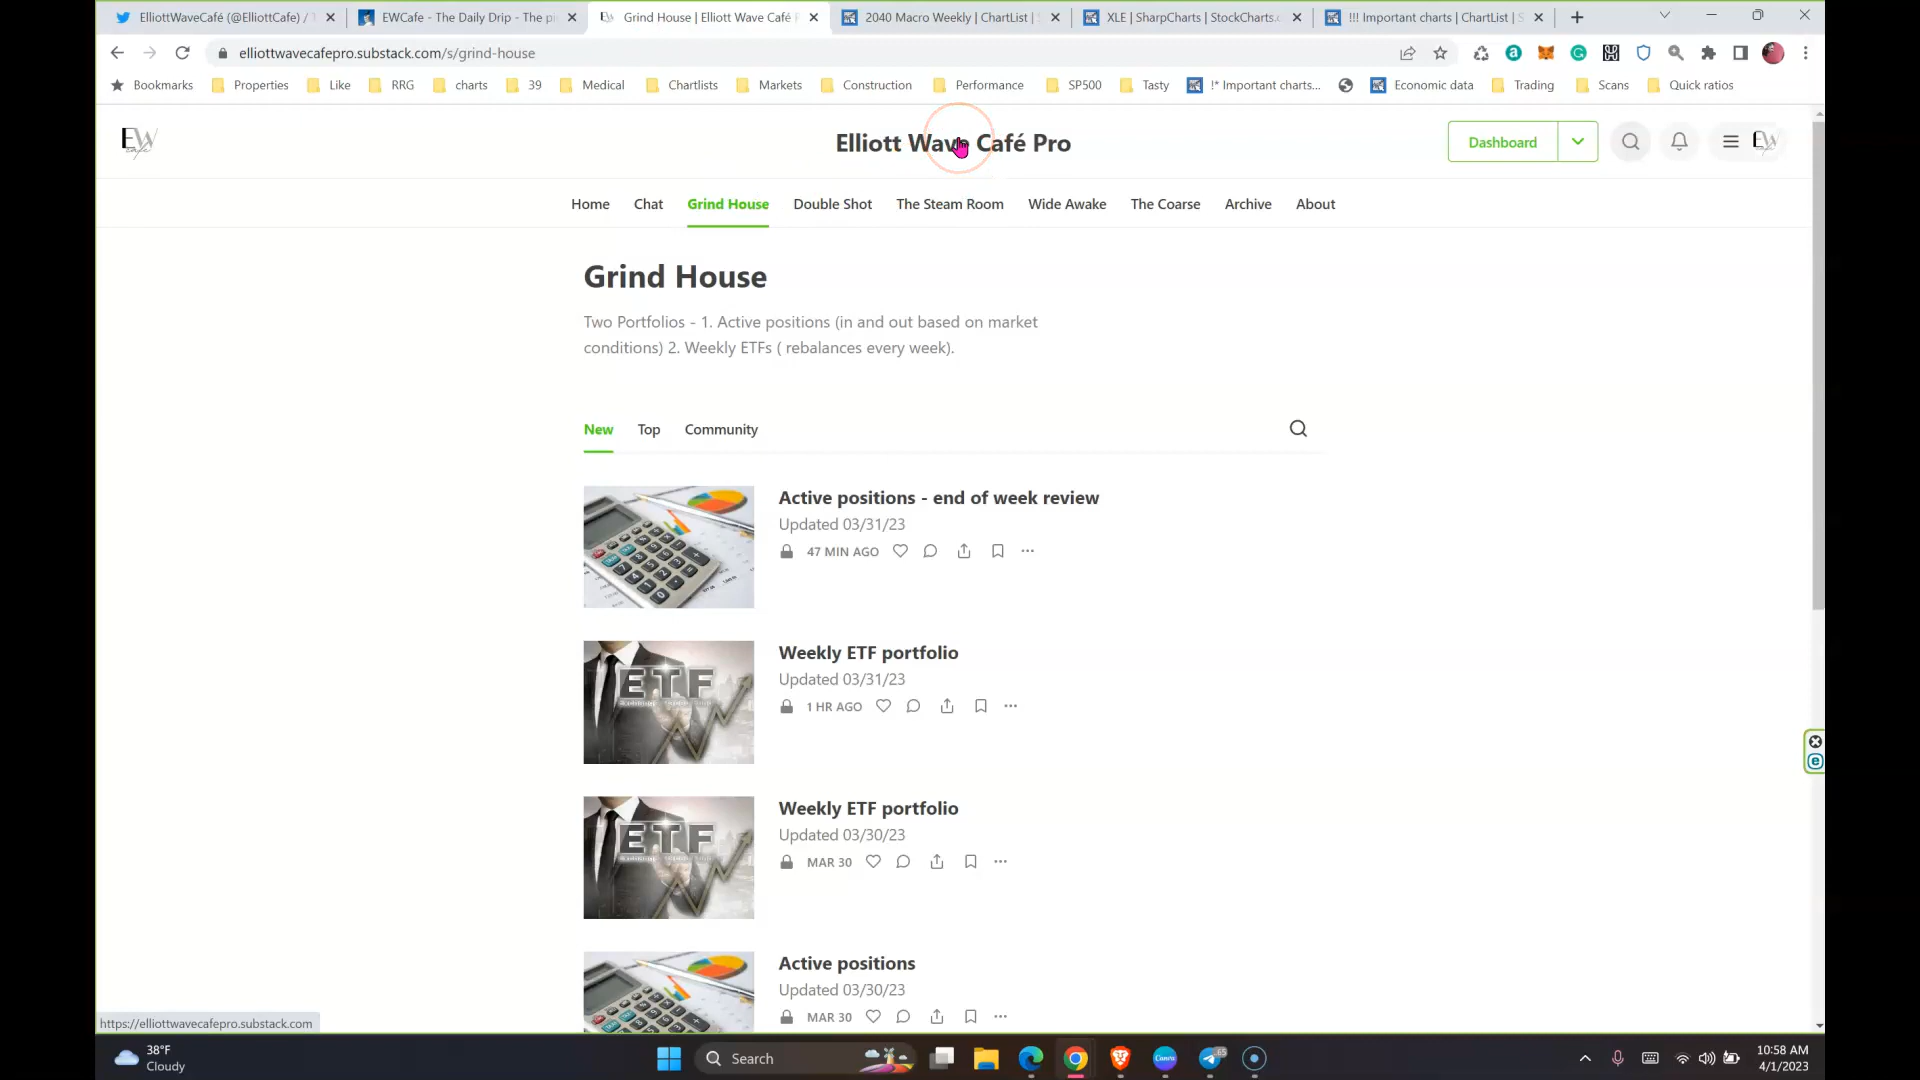 ElliottWaveCafé (@ElliottCafe) / T
EWCafe - The Daily Drip - The pi
Grind House | Elliott Wave Café P
2040 Macro Weekly | ChartList | S
XLE | SharpCharts | StockCharts.c
!!! Important charts | ChartList | S
elliottwavecafepro.substack.com/s/grind-house
Bookmarks
Properties
Like
RRG
charts
39
Medical
Chartlists
Markets
Construction
Performance
SP500
Tasty
!* Important charts...
Economic data
Trading
Scans
Quick ratios
EW
cafe
Elliott Wave Café Pro
Dashboard
EW
Home
Chat
Grind House
Double Shot
The Steam Room
Wide Awake
The Coarse
Archive
About
Grind House
Two Portfolios - 1. Active positions (in and out based on market
conditions) 2. Weekly ETFs ( rebalances every week).
New
Top
Community
Active positions - end of week review
Updated 03/31/23
47 MIN AGO
ETF
Weekly ETF portfolio
Updated 03/31/23
1 HR AGO
ETF
Weekly ETF portfolio
Updated 03/30/23
MAR 30
Active positions
Updated 03/30/23
MAR 30
https://elliottwavecafepro.substack.com
38°F
Cloudy
Search
Canva
65
10:58 AM
4/1/2023